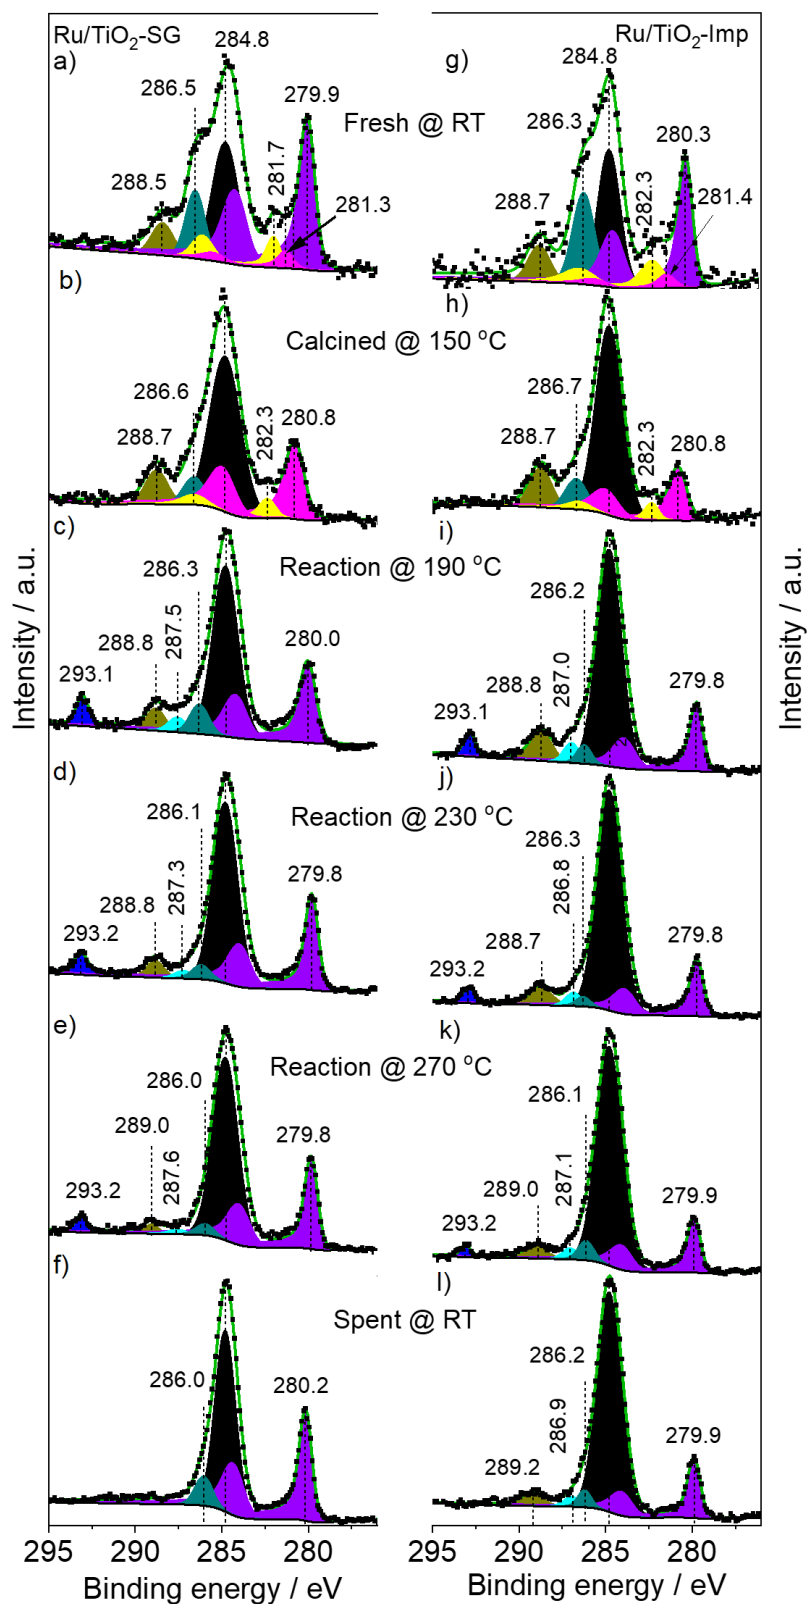 Ru/TiO₂-SG
a)
284.8
286.5
279.9
281.7
288.5
281.3
Fresh @ RT
Ru/TiO₂-Imp
g)
284.8
286.3
280.3
282.3
288.7
281.4
b)
286.6
288.7
282.3
280.8
Calcined @ 150 °C
h)
286.7
288.7
282.3
280.8
c)
286.3
287.5
288.8
293.1
280.0
Reaction @ 190 °C
i)
286.2
287.0
288.8
293.1
279.8
d)
286.1
287.3
288.8
293.2
279.8
Reaction @ 230 °C
j)
286.3
286.8
288.7
293.2
279.8
e)
286.0
289.0
287.6
293.2
279.8
Reaction @ 270 °C
k)
286.1
287.1
289.0
293.2
279.9
f)
286.0
280.2
Spent @ RT
l)
286.2
286.9
289.2
279.9
Intensity / a.u.
Intensity / a.u.
295 290 285 280
295 290 285 280
Binding energy / eV
Binding energy / eV